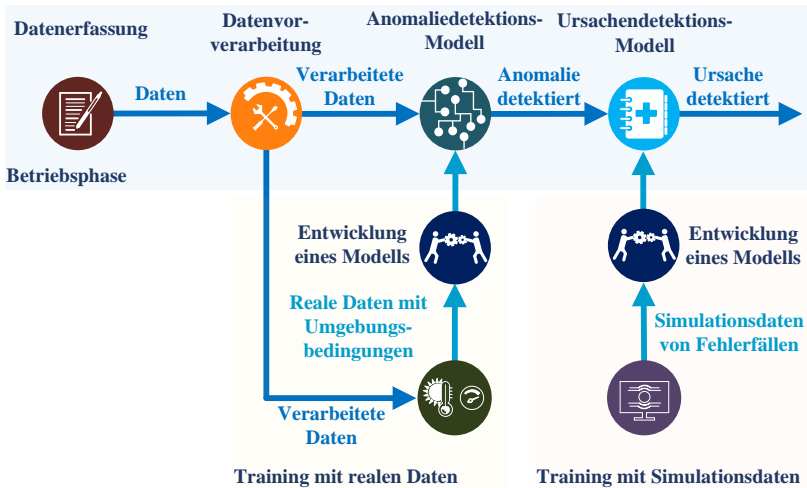 Datenerfassung
Datenvor-
verarbeitung
Anomaliedetektions-
Modell
Ursachendetektions-
Modell
Daten
Verarbeitete
Daten
Anomalie
detektiert
Ursache
detektiert
Betriebsphase
Entwicklung
eines Modells
Entwicklung
eines Modells
Reale Daten mit
Umgebungs-
bedingungen
Simulationsdaten
von Fehlerfällen
Verarbeitete
Daten
Training mit realen Daten
Training mit Simulationsdaten